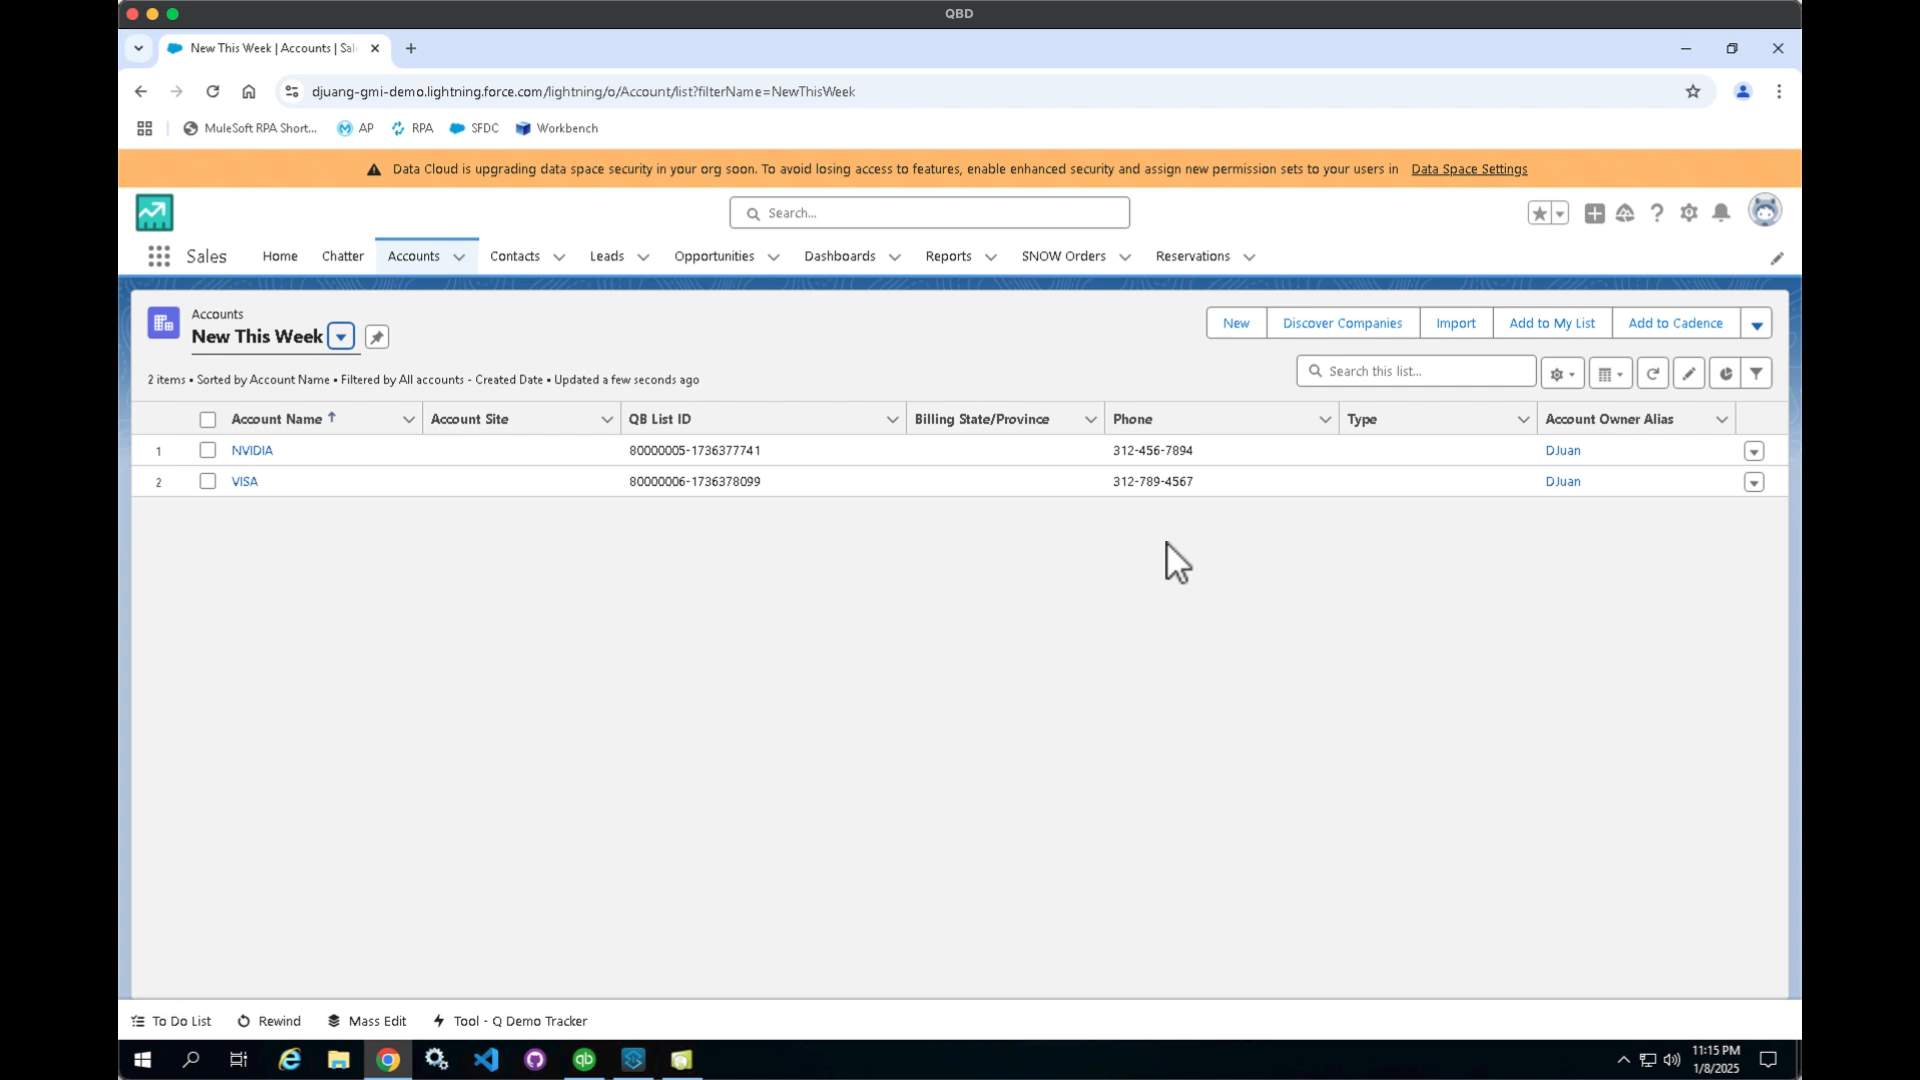 QBD
New This Week | Accounts | Sal
djuang-gmi-demo.lightning.force.com/lightning/o/Account/list?filterName=NewThisWeek
MuleSoft RPA Short... AP RPA SFDC Workbench
Data Cloud is upgrading data space security in your org soon. To avoid losing access to features, enable enhanced security and assign new permission sets to your users in Data Space Settings
Search...
Sales Home Chatter Accounts Contacts Leads Opportunities Dashboards Reports SNOW Orders Reservations
Accounts
New This Week
New Discover Companies Import Add to My List Add to Cadence
2 items • Sorted by Account Name • Filtered by All accounts - Created Date • Updated a few seconds ago
Search this list...
Account Name Account Site QB List ID Billing State/Province Phone Type Account Owner Alias
1 NVIDIA 80000005-1736377741 312-456-7894 DJuan
2 VISA 80000006-1736378099 312-789-4567 DJuan
To Do List Rewind Mass Edit Tool - Q Demo Tracker
qb
11:15 PM
1/8/2025